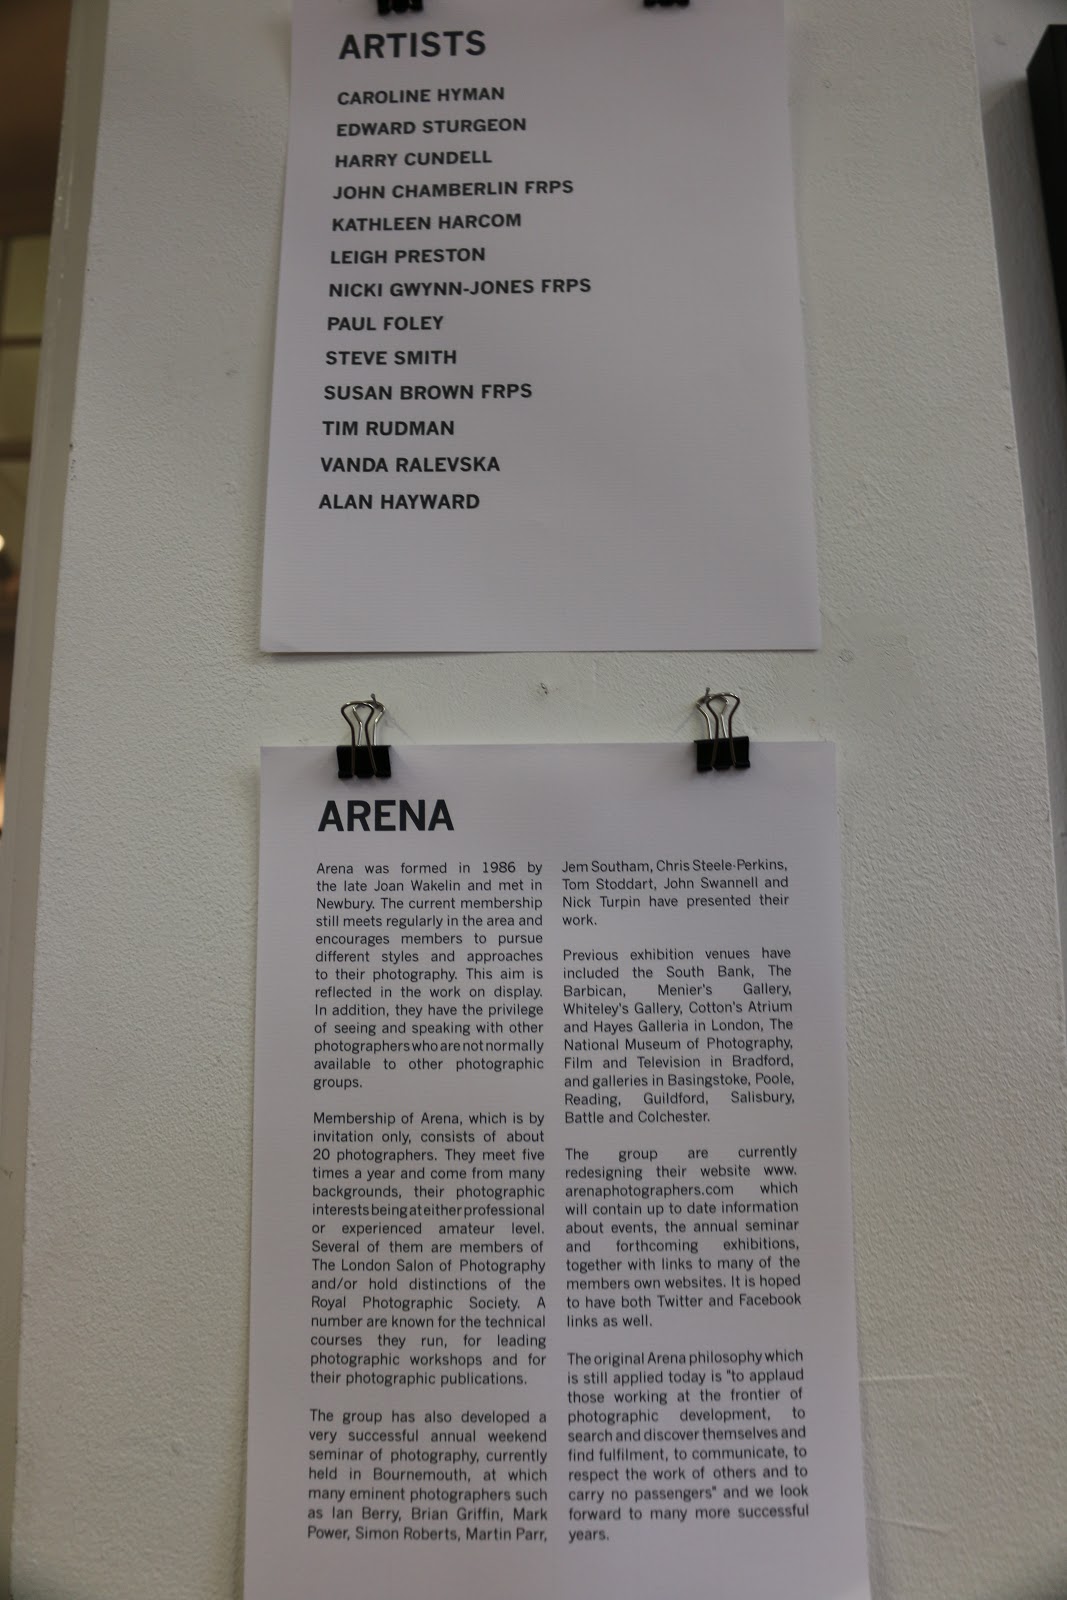 ARTISTS
CAROLINE HYMAN
EDWARD STURGEON
HARRY CUNDELL
JOHN CHAMBERLIN FRPS
KATHLEEN HARCOM
LEIGH PRESTON
NICKI GWYNN-JONES FRPS
PAUL FOLEY
STEVE SMITH
SUSAN BROWN FRPS
TIM RUDMAN
VANDA RALEVSKA
ALAN HAYWARD
ARENA
Arena was formed in 1986 by
the late Joan Wakelin and met in
Newbury. The current membership
still meets regularly in the area and
encourages members to pursue
different styles and approaches
to their photography. This aim is
reflected in the work on display.
In addition, they have the privilege
of seeing and speaking with other
photographers who are not normally
available to other photographic
groups.
Membership of Arena, which is by
invitation only, consists of about
20 photographers. They meet five
times a year and come from many
backgrounds, their photographic
interests being at either professional
or experienced amateur level.
Several of them are members of
The London Salon of Photography
and/or hold distinctions of the
Royal Photographic Society. A
number are known for the technical
courses they run, for leading
photographic workshops and for
their photographic publications.
The group has also developed a
very successful annual weekend
seminar of photography, currently
held in Bournemouth, at which
many eminent photographers such
as Ian Berry, Brian Griffin, Mark
Power, Simon Roberts, Martin Parr,
Jem Southam, Chris Steele-Perkins,
Tom Stoddart, John Swannell and
Nick Turpin have presented their
work.
Previous exhibition venues have
included the South Bank, The
Barbican, Menier's Gallery,
Whiteley's Gallery, Cotton's Atrium
and Hayes Galleria in London, The
National Museum of Photography,
Film and Television in Bradford,
and galleries in Basingstoke, Poole,
Reading, Guildford, Salisbury,
Battle and Colchester.
The group are currently
redesigning their website www.
arenaphotographers.com which
will contain up to date information
about events, the annual seminar
and forthcoming exhibitions,
together with links to many of the
members own websites. It is hoped
to have both Twitter and Facebook
links as well.
The original Arena philosophy which
is still applied today is "to applaud
those working at the frontier of
photographic development, to
search and discover themselves and
find fulfilment, to communicate, to
respect the work of others and to
carry no passengers" and we look
forward to many more successful
years.